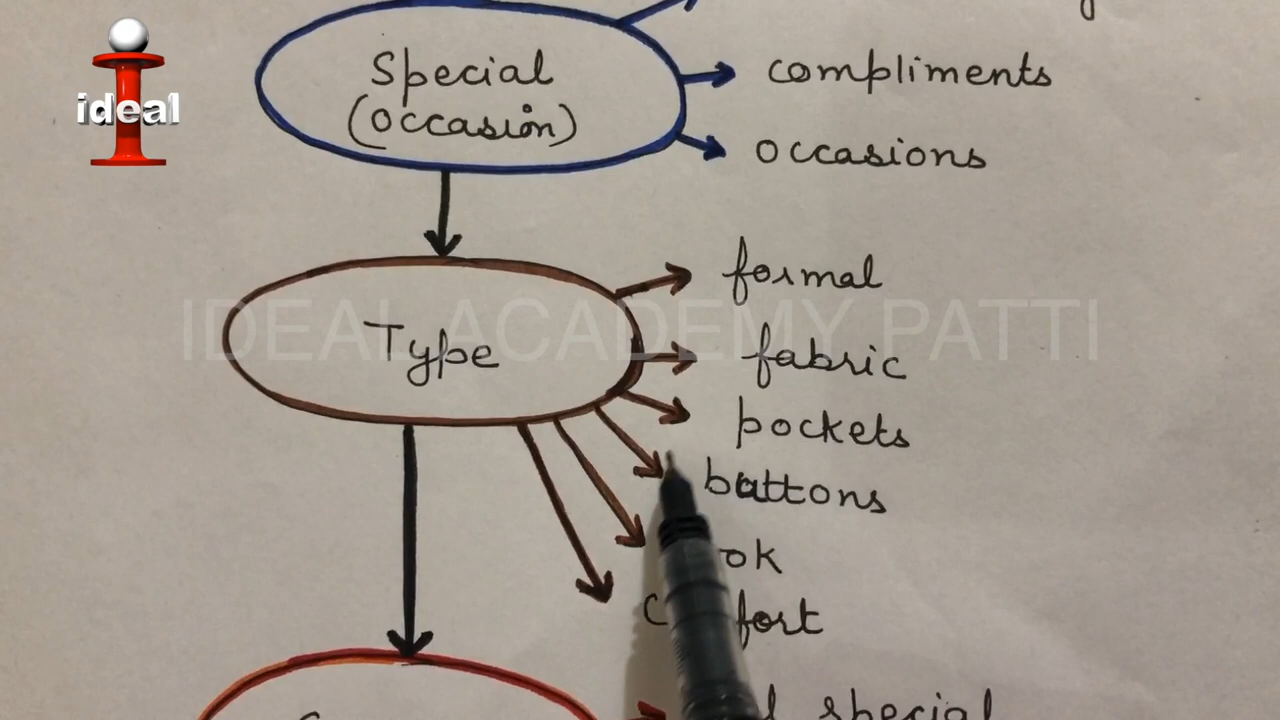 ideal
Special
(occasion)
compliments
occasions
IDEAL ACADEMY PATTI
Type
formal
fabric
pockets
buttons
special